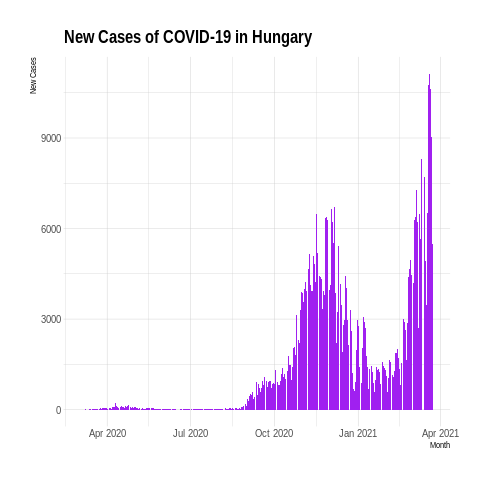 New Cases of COVID-19 in Hungary
New Cases
9000
6000
3000
0
Apr 2020
Jul 2020
Oct 2020
Jan 2021
Apr 2021
Month